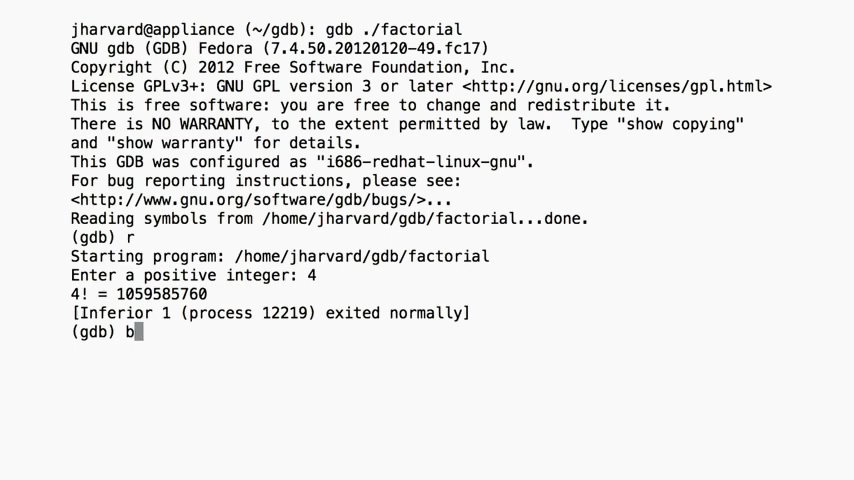 jharvard@appliance (~/gdb): gdb ./factorial
GNU gdb (GDB) Fedora (7.4.50.20120120-49.fc17)
Copyright (C) 2012 Free Software Foundation, Inc.
License GPLv3+: GNU GPL version 3 or later <http://gnu.org/licenses/gpl.html>
This is free software: you are free to change and redistribute it.
There is NO WARRANTY, to the extent permitted by law.  Type "show copying"
and "show warranty" for details.
This GDB was configured as "i686-redhat-linux-gnu".
For bug reporting instructions, please see:
<http://www.gnu.org/software/gdb/bugs/>...
Reading symbols from /home/jharvard/gdb/factorial...done.
(gdb) r
Starting program: /home/jharvard/gdb/factorial
Enter a positive integer: 4
4! = 1059585760
[Inferior 1 (process 12219) exited normally]
(gdb) b